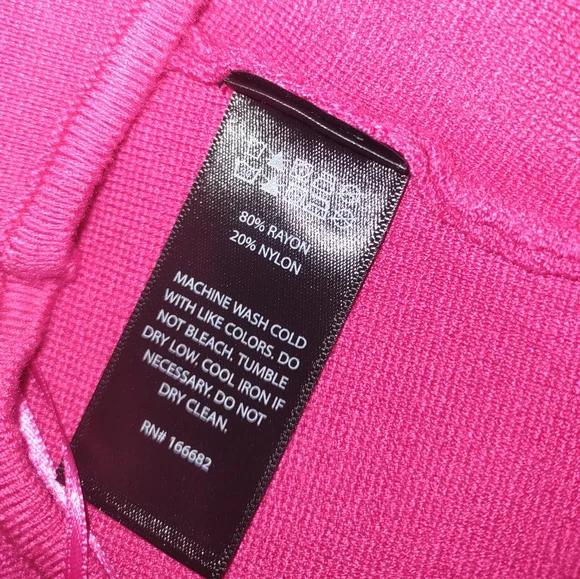 80% RAYON
20% NYLON
MACHINE WASH COLD
WITH LIKE COLORS. DO
NOT BLEACH. TUMBLE
DRY LOW, COOL IRON IF
NECESSARY. DO NOT
DRY CLEAN.
RN# 166682